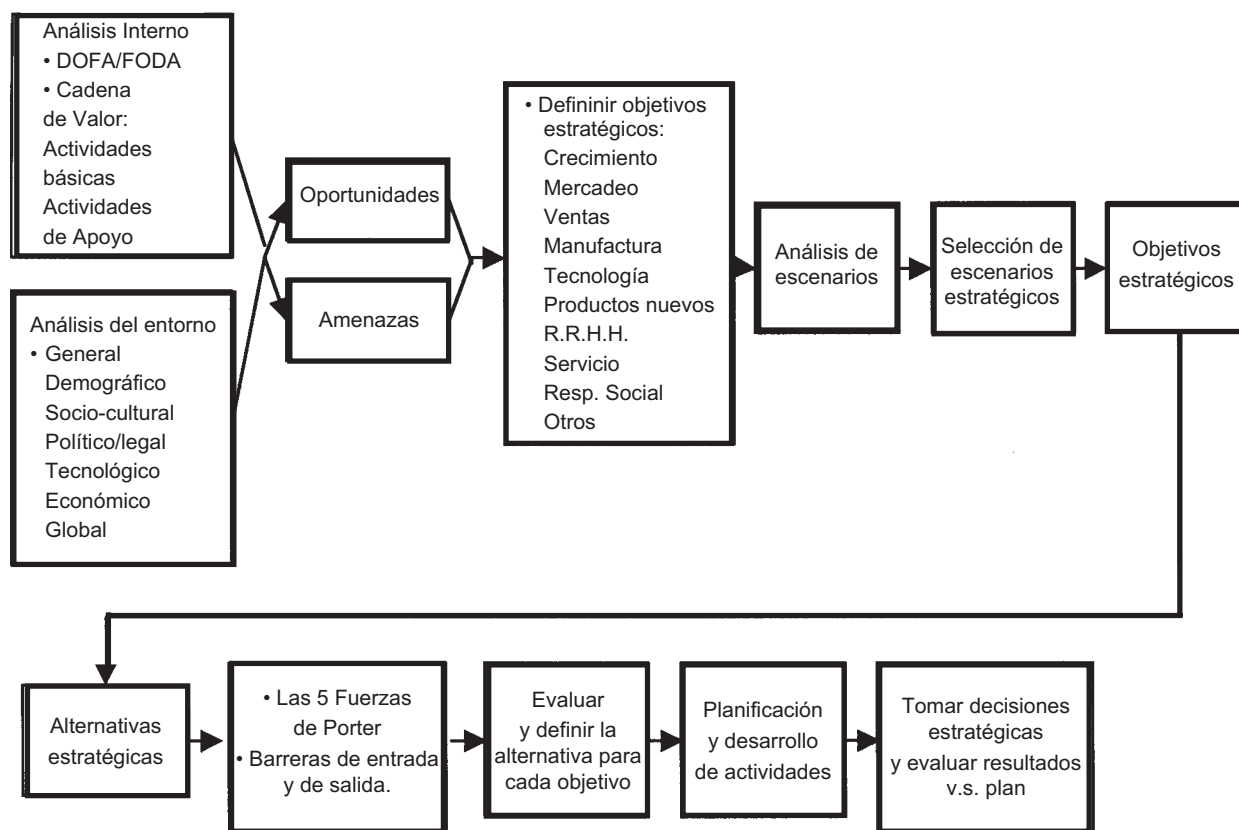 Análisis Interno
• DOFA/FODA
• Cadena
de Valor:
Actividades
básicas
Actividades
de Apoyo
Análisis del entorno
• General
Demográfico
Socio-cultural
Político/legal
Tecnológico
Económico
Global
Oportunidades
Amenazas
• Defininir objetivos
estratégicos:
Crecimiento
Mercadeo
Ventas
Manufactura
Tecnología
Productos nuevos
R.R.H.H.
Servicio
Resp. Social
Otros
Análisis de
escenarios
Selección de
escenarios
estratégicos
Objetivos
estratégicos
Alternativas
estratégicas
• Las 5 Fuerzas
de Porter
• Barreras de entrada
y de salida.
Evaluar
y definir la
alternativa para
cada objetivo
Planificación
y desarrollo
de actividades
Tomar decisiones
estratégicas
y evaluar resultados
v.s. plan